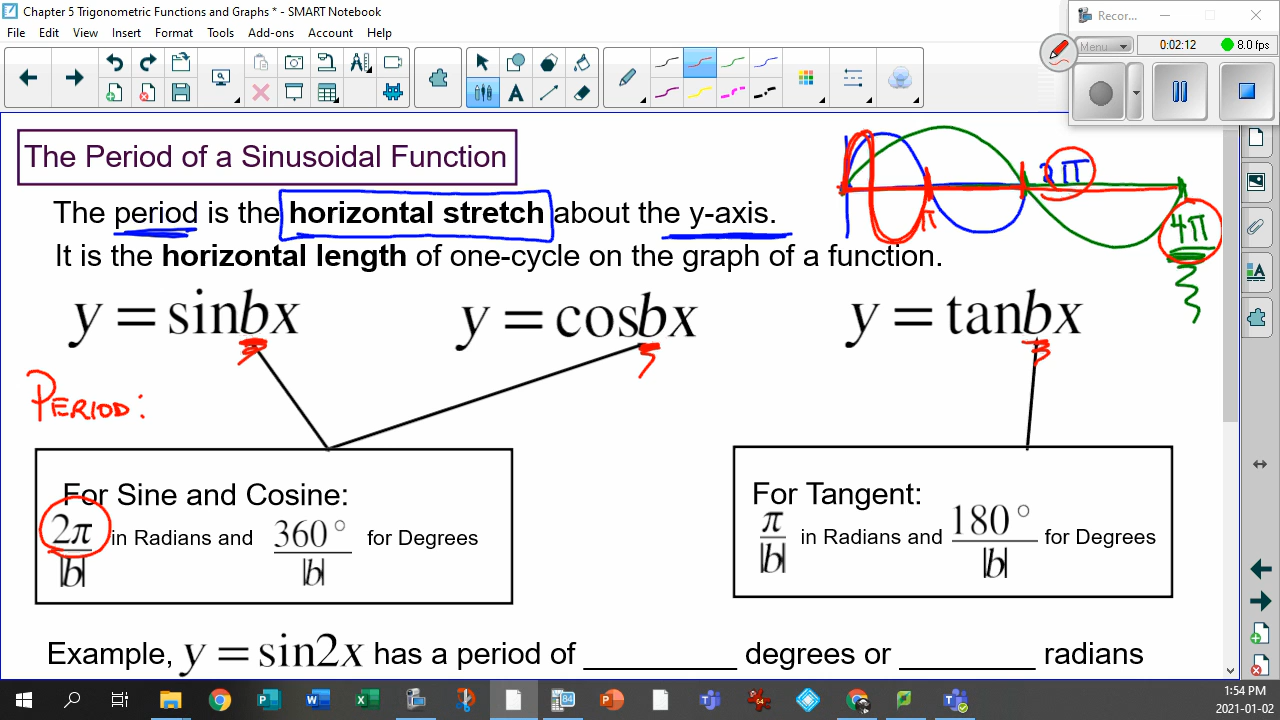 Chapter 5 Trigonometric Functions and Graphs * - SMART Notebook
File Edit View Insert Format Tools Add-ons Account Help
Recor...
Menu 0:02:12 8.0 fps
The Period of a Sinusoidal Function
The period is the horizontal stretch about the y-axis.
It is the horizontal length of one-cycle on the graph of a function.
π 2π 4π
y = sinbx y = cosbx y = tanbx
PERIOD:
For Sine and Cosine:
2π/|b| in Radians and 360°/|b| for Degrees
For Tangent:
π/|b| in Radians and 180°/|b| for Degrees
Example, y = sin2x has a period of _________ degrees or ________ radians
1:54 PM
2021-01-02